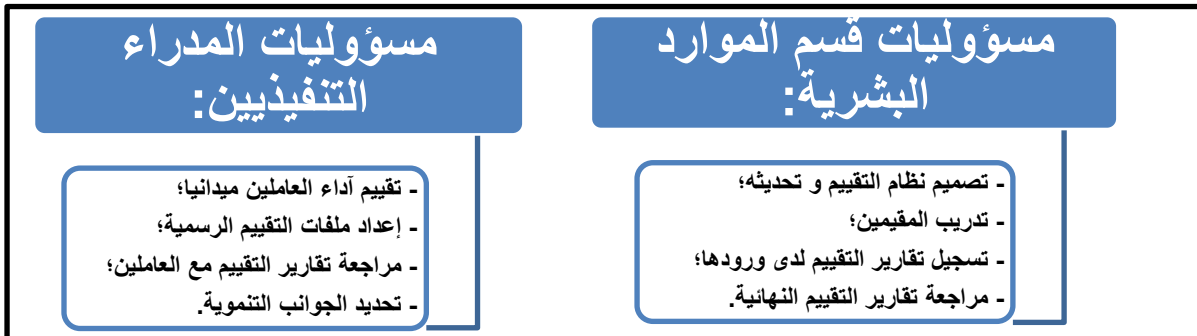 مسؤوليات قسم الموارد
البشرية:
- تصميم نظام التقييم و تحديثه؛
- تدريب المقيمين؛
- تسجيل تقارير التقييم لدى ورودها؛
- مراجعة تقارير التقييم النهائية.
مسؤوليات المدراء
التنفيذيين:
- تقييم آداء العاملين ميدانيا؛
- إعداد ملفات التقييم الرسمية؛
- مراجعة تقارير التقييم مع العاملين؛
- تحديد الجوانب التنموية.